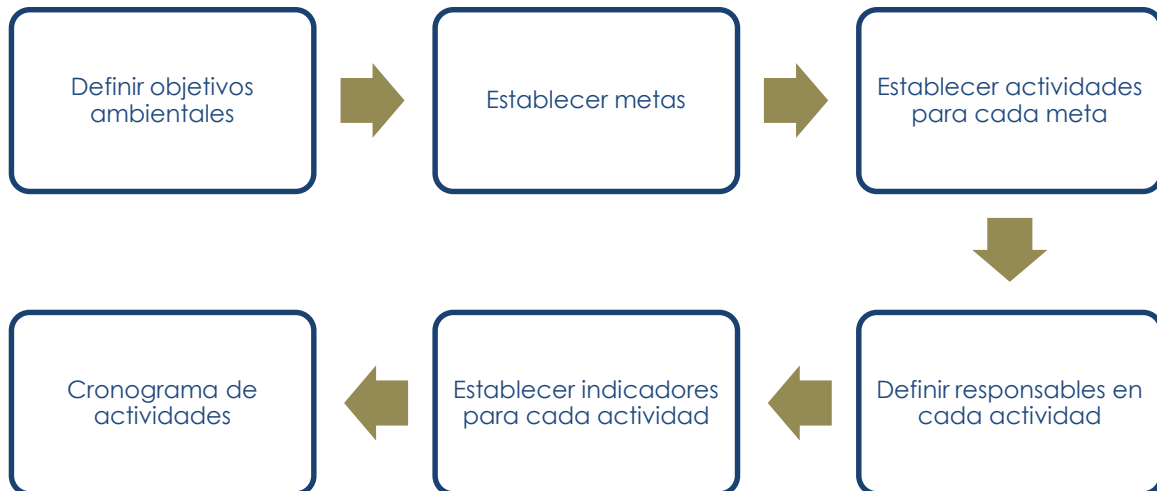 Definir objetivos
ambientales
Establecer metas
Establecer actividades
para cada meta
Definir responsables en
cada actividad
Establecer indicadores
para cada actividad
Cronograma de
actividades